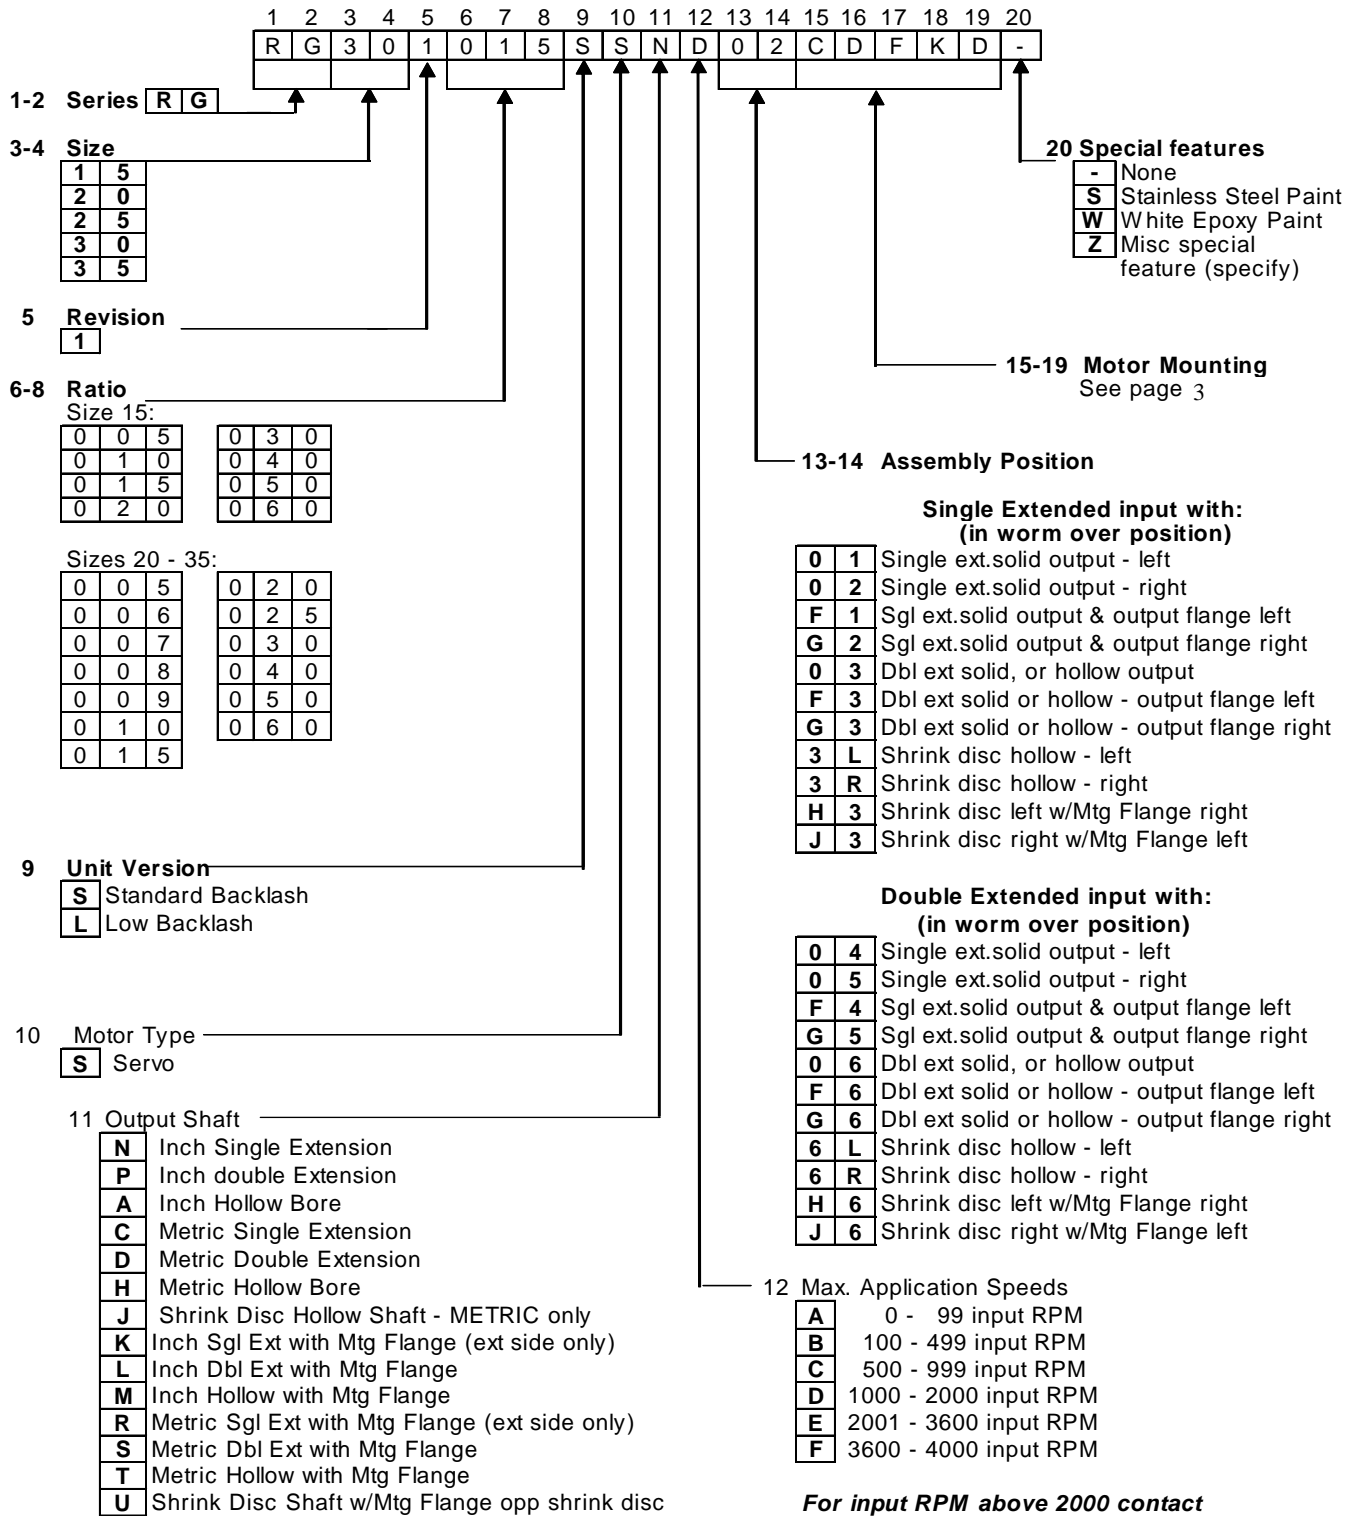 1 2 3 4 5 6 7 8 9 10 11 12 13 14 15 16 17 18 19 20
R G 3 0 1 0 1 5 S S N D 0 2 C D F K D -
1-2 Series R G
3-4 Size
1 5
2 0
2 5
3 0
3 5
5 Revision
1
6-8 Ratio
Size 15:
0 0 5 0 3 0
0 1 0 0 4 0
0 1 5 0 5 0
0 2 0 0 6 0
Sizes 20 - 35:
0 0 5 0 2 0
0 0 6 0 2 5
0 0 7 0 3 0
0 0 8 0 4 0
0 0 9 0 5 0
0 1 0 0 6 0
0 1 5
9 Unit Version
S Standard Backlash
L Low Backlash
10 Motor Type
S Servo
11 Output Shaft
N Inch Single Extension
P Inch double Extension
A Inch Hollow Bore
C Metric Single Extension
D Metric Double Extension
H Metric Hollow Bore
J Shrink Disc Hollow Shaft - METRIC only
K Inch Sgl Ext with Mtg Flange (ext side only)
L Inch Dbl Ext with Mtg Flange
M Inch Hollow with Mtg Flange
R Metric Sgl Ext with Mtg Flange (ext side only)
S Metric Dbl Ext with Mtg Flange
T Metric Hollow with Mtg Flange
U Shrink Disc Shaft w/Mtg Flange opp shrink disc
20 Special features
- None
S Stainless Steel Paint
W White Epoxy Paint
Z Misc special
feature (specify)
15-19 Motor Mounting
See page 3
13-14 Assembly Position
Single Extended input with:
(in worm over position)
0 1 Single ext.solid output - left
0 2 Single ext.solid output - right
F 1 Sgl ext.solid output & output flange left
G 2 Sgl ext.solid output & output flange right
0 3 Dbl ext solid, or hollow output
F 3 Dbl ext solid or hollow - output flange left
G 3 Dbl ext solid or hollow - output flange right
3 L Shrink disc hollow - left
3 R Shrink disc hollow - right
H 3 Shrink disc left w/Mtg Flange right
J 3 Shrink disc right w/Mtg Flange left
Double Extended input with:
(in worm over position)
0 4 Single ext.solid output - left
0 5 Single ext.solid output - right
F 4 Sgl ext.solid output & output flange left
G 5 Sgl ext.solid output & output flange right
0 6 Dbl ext solid, or hollow output
F 6 Dbl ext solid or hollow - output flange left
G 6 Dbl ext solid or hollow - output flange right
6 L Shrink disc hollow - left
6 R Shrink disc hollow - right
H 6 Shrink disc left w/Mtg Flange right
J 6 Shrink disc right w/Mtg Flange left
12 Max. Application Speeds
A 0 - 99 input RPM
B 100 - 499 input RPM
C 500 - 999 input RPM
D 1000 - 2000 input RPM
E 2001 - 3600 input RPM
F 3600 - 4000 input RPM
For input RPM above 2000 contact